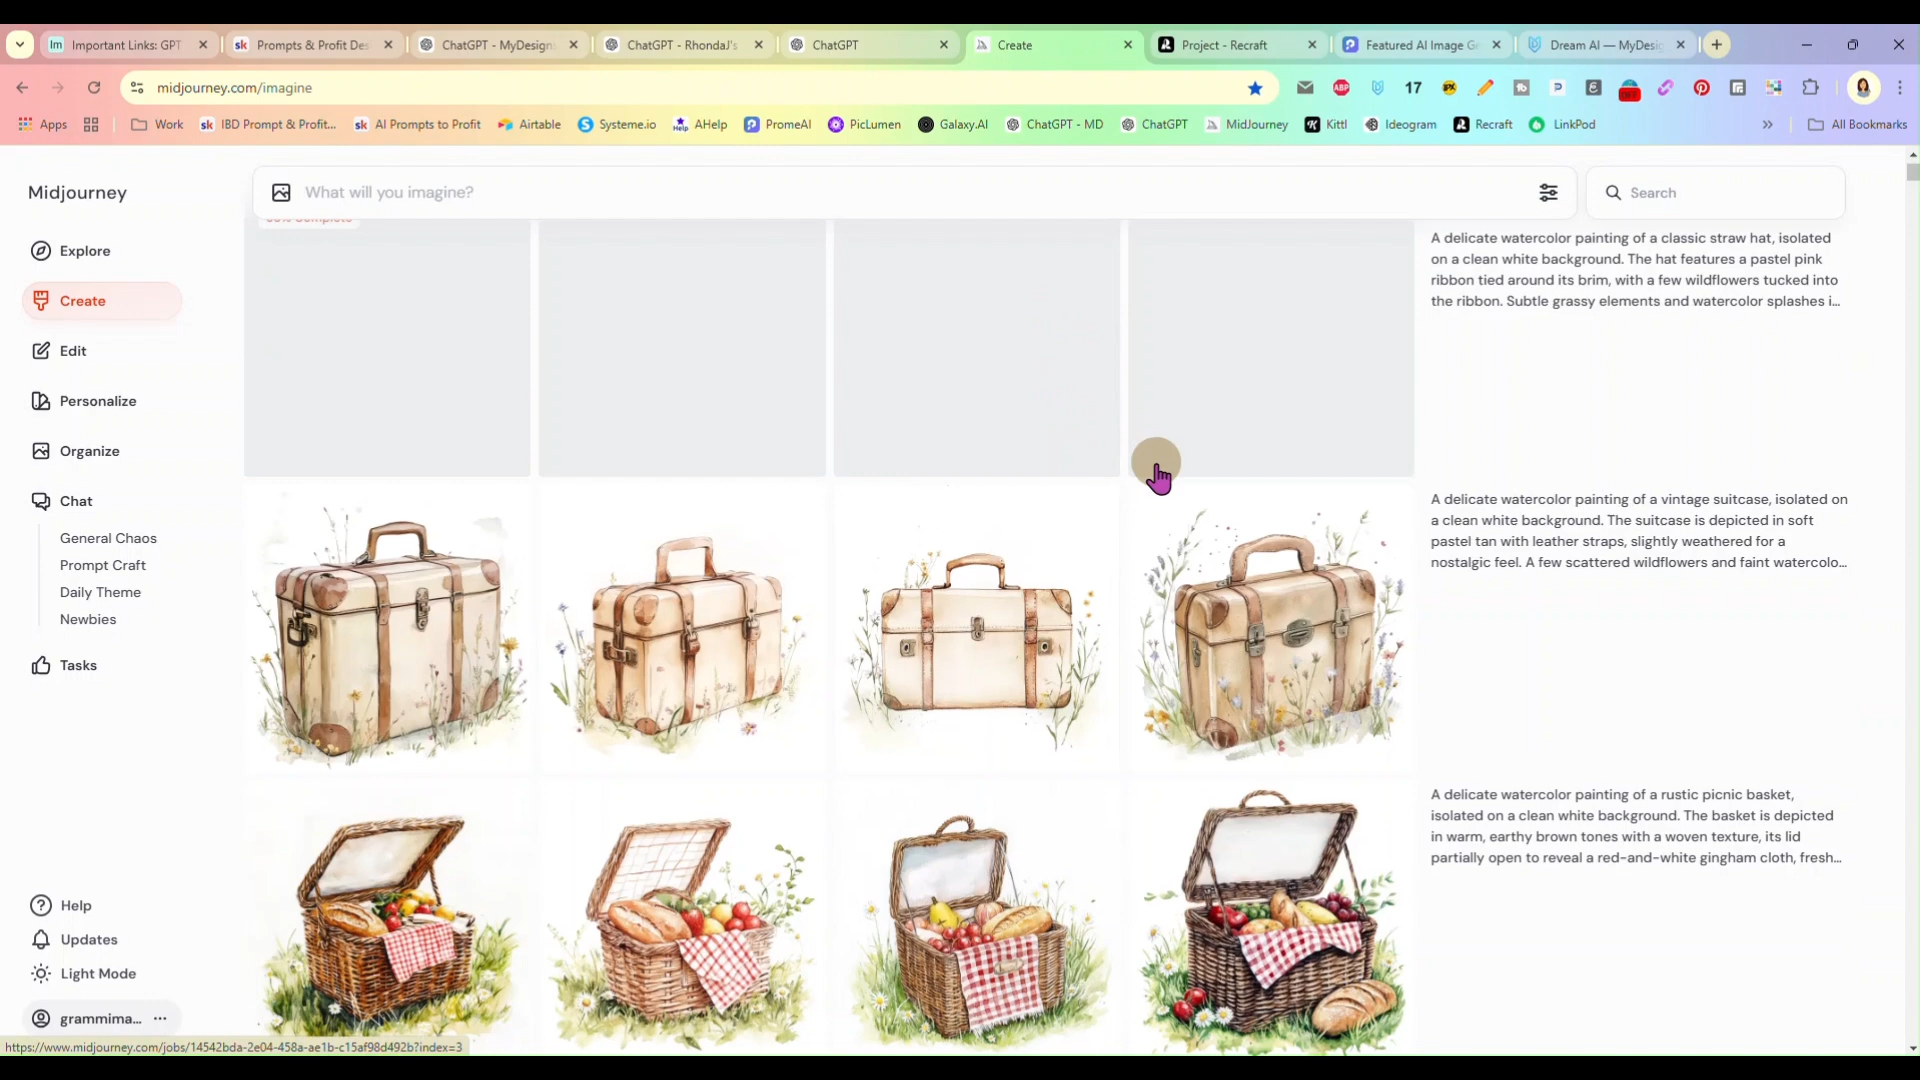 Important Links: GPT
Prompts & Profit Des
ChatGPT - MyDesign
ChatGPT - RhondaJ's
ChatGPT
Create
Project - Recraft
Featured AI Image G
Dream AI — MyDesig
midjourney.com/imagine
ABP
17
OFF
Apps
Work
IBD Prompt & Profit...
AI Prompts to Profit
Airtable
Systeme.io
AHelp
PromeAI
PicLumen
Galaxy.AI
ChatGPT - MD
ChatGPT
MidJourney
Kittl
Ideogram
Recraft
LinkPod
All Bookmarks
Midjourney
What will you imagine?
Search
Explore
Create
Edit
Personalize
Organize
Chat
General Chaos
Prompt Craft
Daily Theme
Newbies
Tasks
Help
Updates
Light Mode
grammima...
A delicate watercolor painting of a classic straw hat, isolated
on a clean white background. The hat features a pastel pink
ribbon tied around its brim, with a few wildflowers tucked into
the ribbon. Subtle grassy elements and watercolor splashes i...
A delicate watercolor painting of a vintage suitcase, isolated on
a clean white background. The suitcase is depicted in soft
pastel tan with leather straps, slightly weathered for a
nostalgic feel. A few scattered wildflowers and faint watercolo...
A delicate watercolor painting of a rustic picnic basket,
isolated on a clean white background. The basket is depicted
in warm, earthy brown tones with a woven texture, its lid
partially open to reveal a red-and-white gingham cloth, fresh...
https://www.midjourney.com/jobs/14542bda-2e04-458a-ae1b-c15af98d492b?index=3